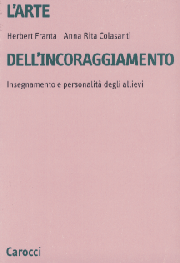 L'ARTE
Herbert Franta Anna Rita Colasanti
DELL'INCORAGGIAMENTO
Insegnamento e personalità degli allievi
Carocci